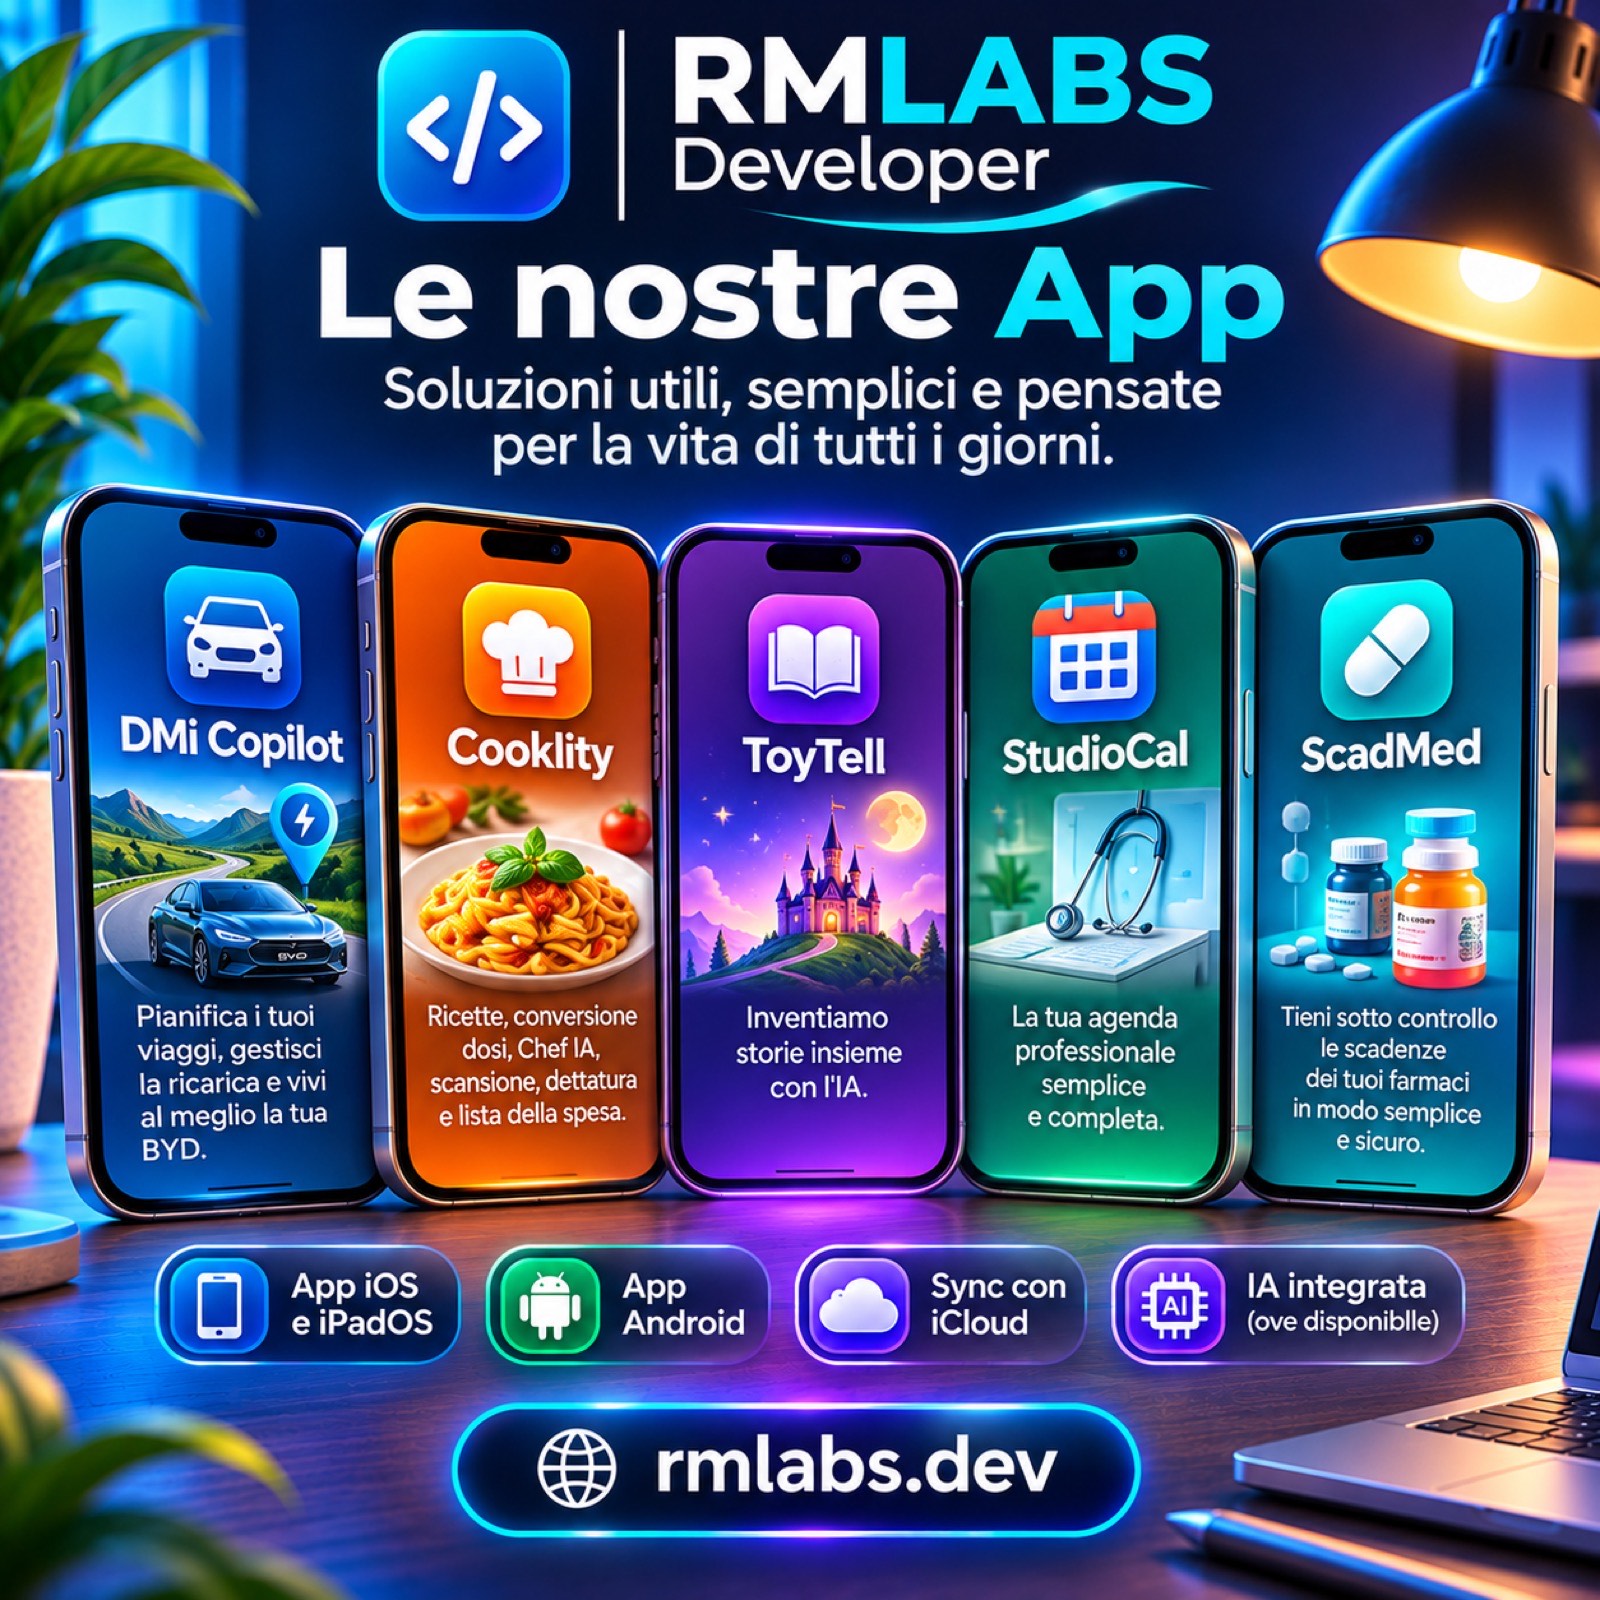 </>
RMLABS
Developer
Le nostre App
Soluzioni utili, semplici e pensate
per la vita di tutti i giorni.
DMi Copilot
BYD
Pianifica i tuoi
viaggi, gestisci
la ricarica e vivi
al meglio la tua
BYD.
Cooklity
Ricette, conversione
dosi, Chef IA,
scansione, dettatura
e lista della spesa.
ToyTell
Inventiamo
storie insieme
con l'IA.
StudioCal
La tua agenda
professionale
semplice
e completa.
ScadMed
Tieni sotto controllo
le scadenze
dei tuoi farmaci
in modo semplice
e sicuro.
App iOS
e iPadOS
App
Android
Sync con
iCloud
AI
IA integrata
(ove disponiblle)
rmlabs.dev